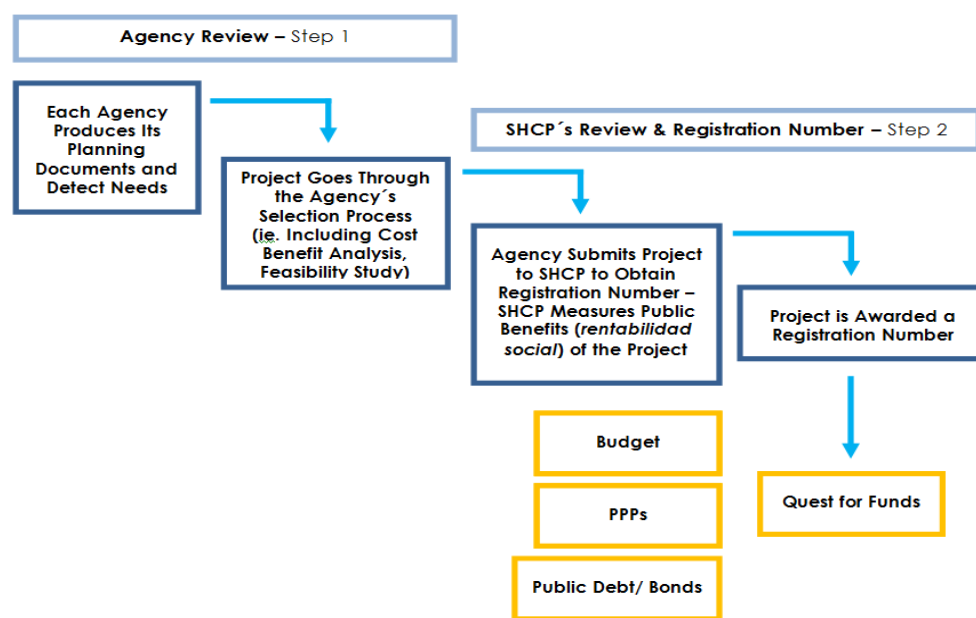 Agency Review – Step 1
Each Agency
Produces Its
Planning
Documents and
Detect Needs
Project Goes Through
the Agency´s
Selection Process
(ie. Including Cost
Benefit Analysis,
Feasibility Study)
SHCP´s Review & Registration Number – Step 2
Agency Submits Project
to SHCP to Obtain
Registration Number –
SHCP Measures Public
Benefits (rentabilidad
social) of the Project
Project is Awarded a
Registration Number
Budget
PPPs
Public Debt/ Bonds
Quest for Funds